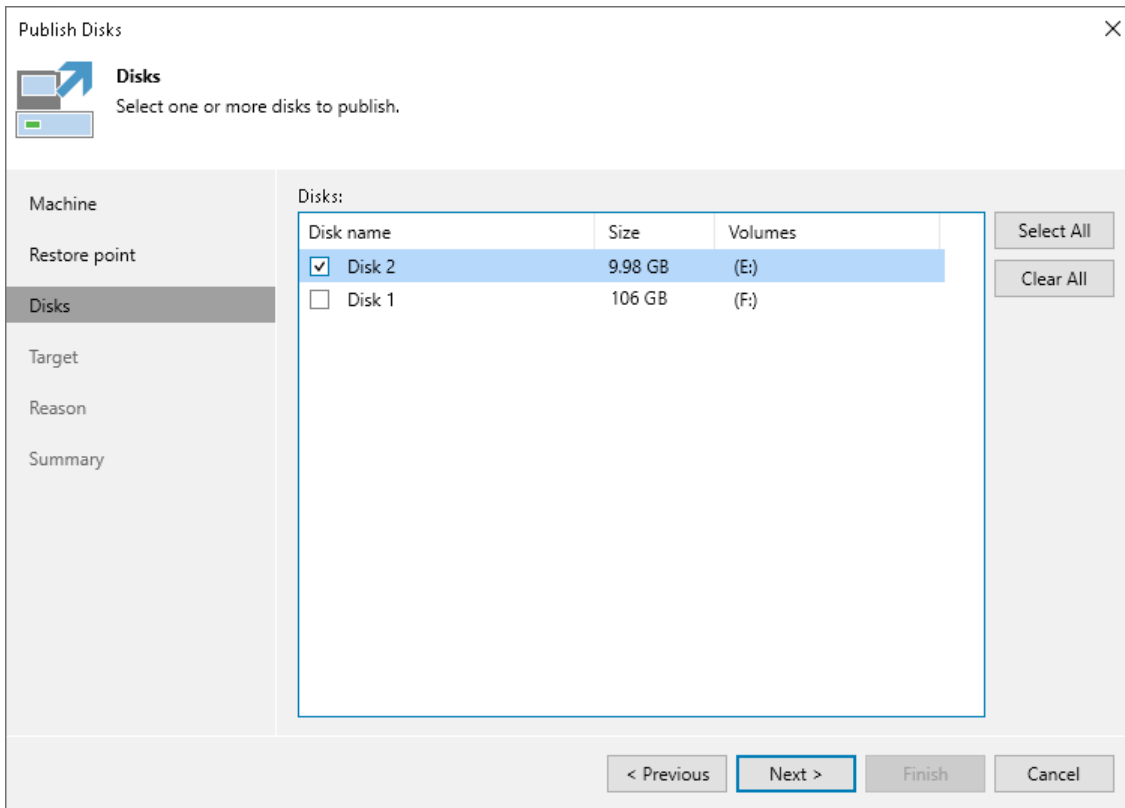 Publish Disks
Disks
Select one or more disks to publish.
Machine
Restore point
Disks
Target
Reason
Summary
Disks:
Disk name Size Volumes
Disk 2 9.98 GB (E:)
Disk 1 106 GB (F:)
Select All
Clear All
< Previous Next > Finish Cancel